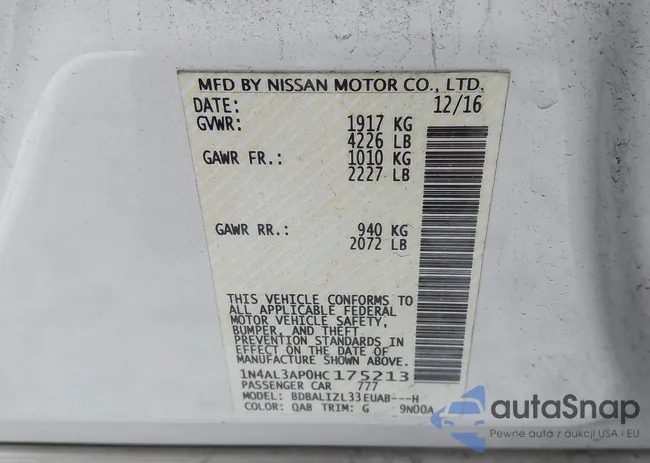 MFD BY NISSAN MOTOR CO., LTD.
DATE: 12/16
GVWR: 1917 KG
4226 LB
GAWR FR.: 1010 KG
2227 LB
GAWR RR.: 940 KG
2072 LB
THIS VEHICLE CONFORMS TO
ALL APPLICABLE FEDERAL
MOTOR VEHICLE SAFETY,
BUMPER, AND THEFT
PREVENTION STANDARDS
IN EFFECT ON THE DATE OF
MANUFACTURE SHOWN ABOVE.
1N4AL3AP0HC175213
PASSENGER CAR 777
MODEL: BDBALIZL33EUAB---H
COLOR: QAB TRIM: G 9N00A
autoSnap
Pewne auta z aukcji USA i EU